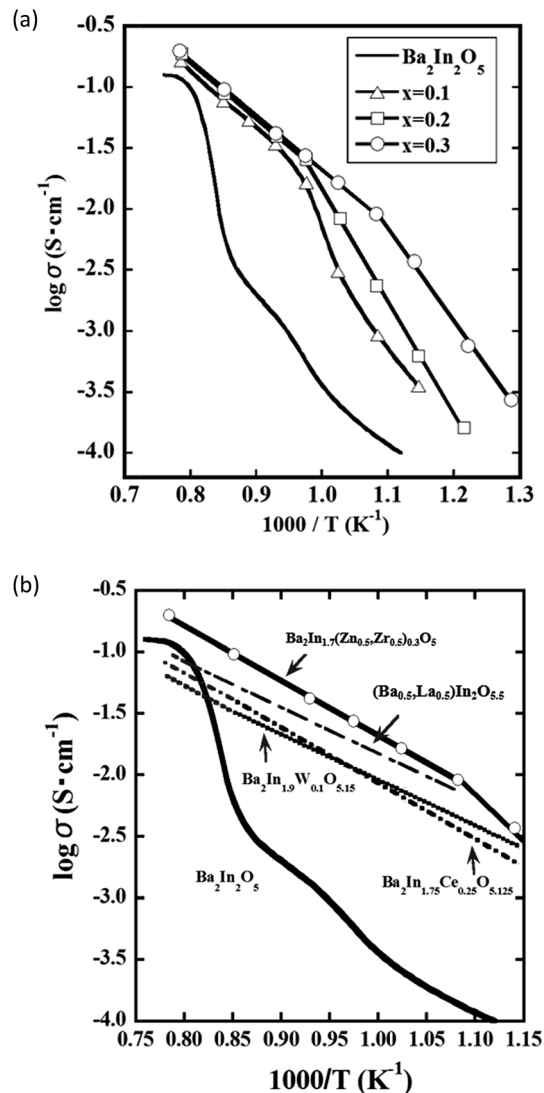 (a)
-0.5
-1.0
-1.5
-2.0
-2.5
-3.0
-3.5
-4.0
log σ (S・cm⁻¹)
Ba₂In₂O₅
x=0.1
x=0.2
x=0.3
0.7 0.8 0.9 1.0 1.1 1.2 1.3
1000 / T (K⁻¹)
(b)
-0.5
-1.0
-1.5
-2.0
-2.5
-3.0
-3.5
-4.0
log σ (S・cm⁻¹)
Ba₂In₁.₇(Zn₀.₅,Zr₀.₅)₀.₃O₅
(Ba₀.₅,La₀.₅)In₂O₅.₅
Ba₂In₁.₉W₀.₁O₅.₁₅
Ba₂In₂O₅
Ba₂In₁.₇₅Ce₀.₂₅O₅.₁₂₅
0.75 0.80 0.85 0.90 0.95 1.00 1.05 1.10 1.15
1000/T (K⁻¹)